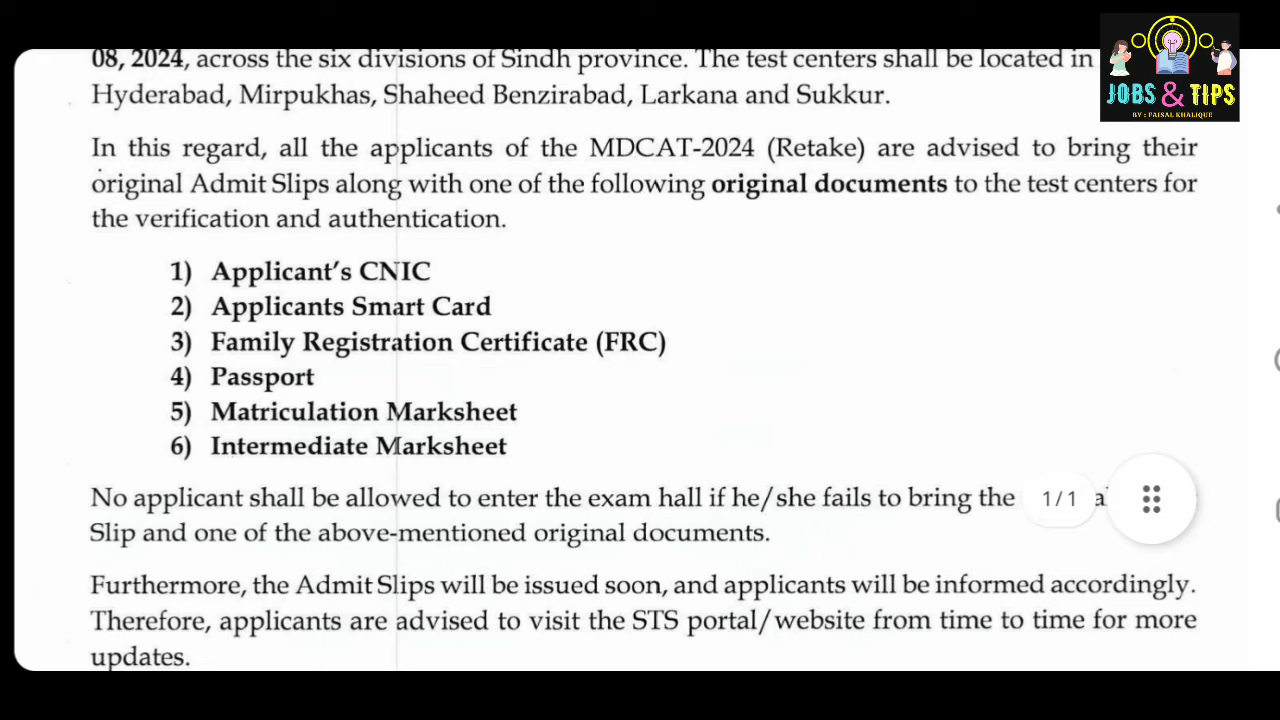 08, 2024, across the six divisions of Sindh province. The test centers shall be located in
Hyderabad, Mirpukhas, Shaheed Benzirabad, Larkana and Sukkur.
In this regard, all the applicants of the MDCAT-2024 (Retake) are advised to bring their
original Admit Slips along with one of the following original documents to the test centers for
the verification and authentication.
1) Applicant's CNIC
2) Applicants Smart Card
3) Family Registration Certificate (FRC)
4) Passport
5) Matriculation Marksheet
6) Intermediate Marksheet
No applicant shall be allowed to enter the exam hall if he/she fails to bring the
Slip and one of the above-mentioned original documents.
Furthermore, the Admit Slips will be issued soon, and applicants will be informed accordingly.
Therefore, applicants are advised to visit the STS portal/website from time to time for more
updates.
1/1
JOBS & TIPS
BY : FAISAL KHALIQUE